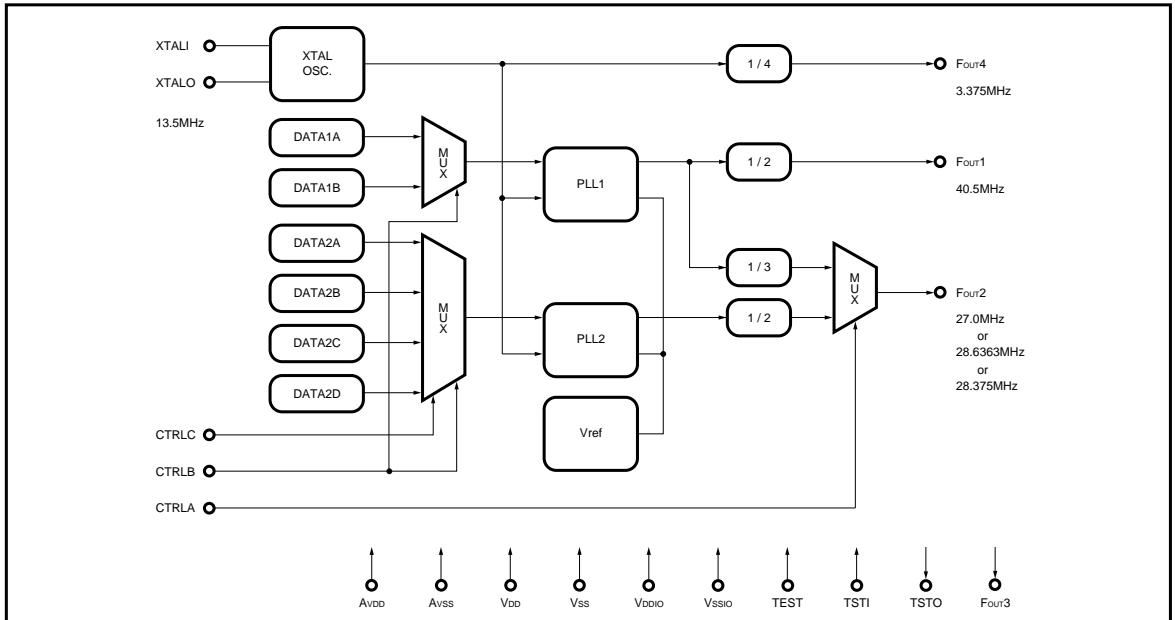 XTALI
XTALO
13.5MHz
XTAL
OSC.
1 / 4
FOUT4
3.375MHz
DATA1A
DATA1B
MUX
PLL1
1 / 2
FOUT1
40.5MHz
DATA2A
DATA2B
DATA2C
DATA2D
MUX
PLL2
1 / 3
1 / 2
MUX
FOUT2
27.0MHz
or
28.6363MHz
or
28.375MHz
Vref
CTRLC
CTRLB
CTRLA
AVDD
AVSS
VDD
VSS
VDDIO
VSSIO
TEST
TSTI
TSTO
FOUT3